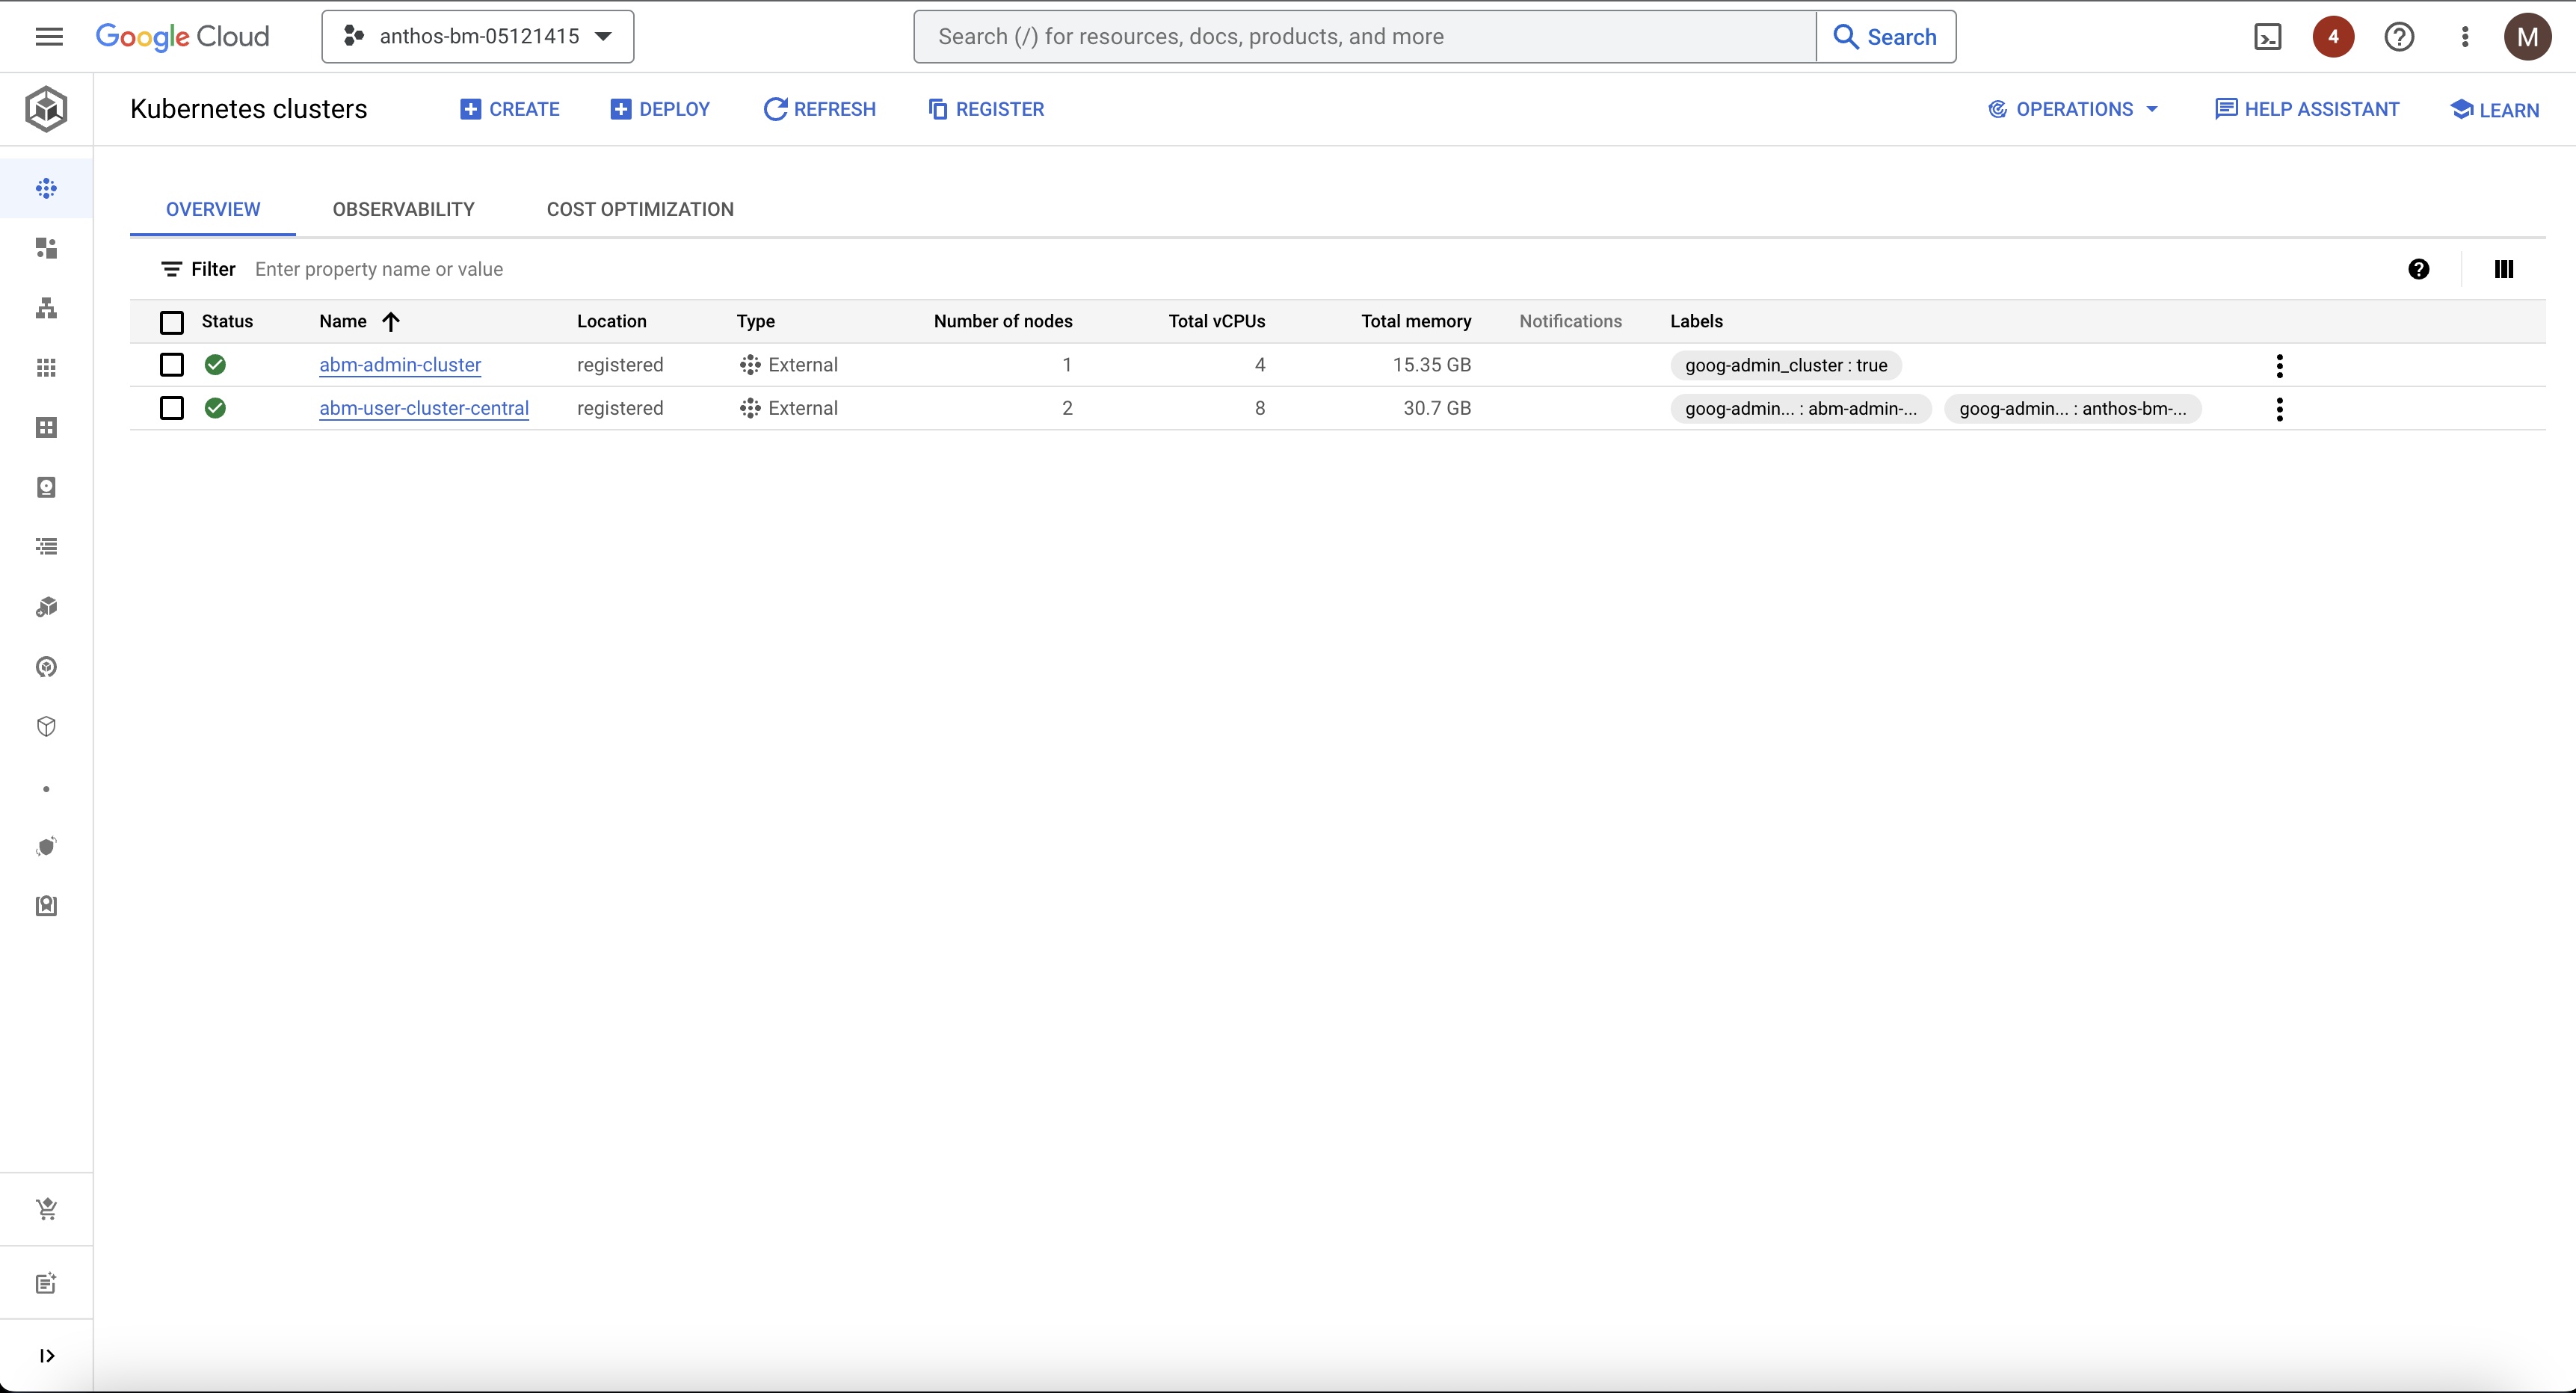 Google Cloud anthos-bm-05121415 Search (/) for resources, docs, products, and more Search 4 M
Kubernetes clusters CREATE DEPLOY REFRESH REGISTER OPERATIONS HELP ASSISTANT LEARN
OVERVIEW OBSERVABILITY COST OPTIMIZATION
Filter Enter property name or value
Status Name Location Type Number of nodes Total vCPUs Total memory Notifications Labels
abm-admin-cluster registered External 1 4 15.35 GB goog-admin_cluster : true
abm-user-cluster-central registered External 2 8 30.7 GB goog-admin... : abm-admin-... goog-admin... : anthos-bm-...